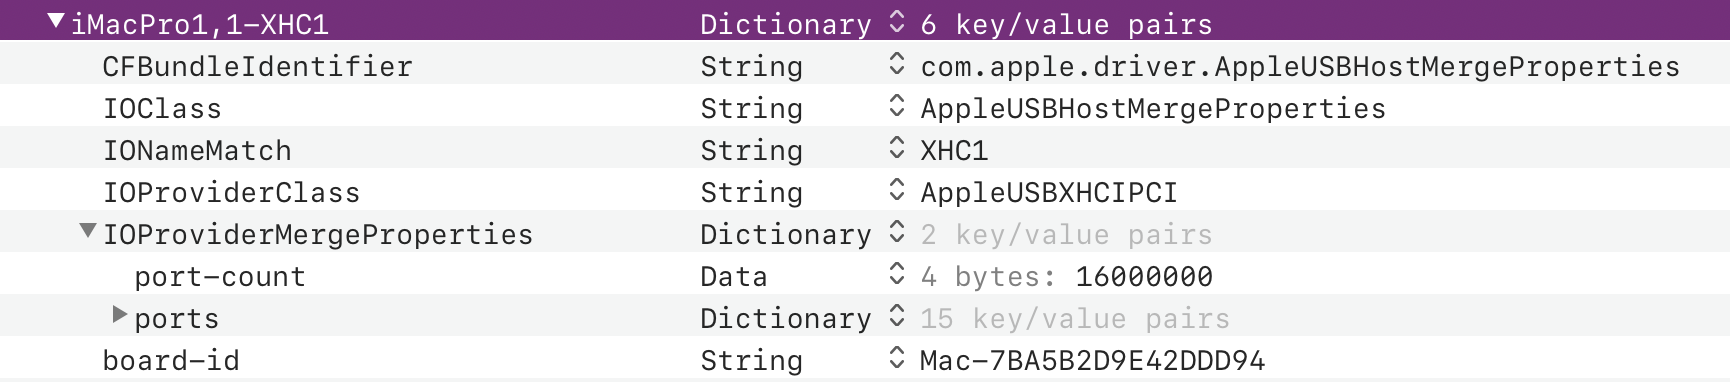 iMacPro1,1-XHC1 Dictionary 6 key/value pairs
CFBundleIdentifier String com.apple.driver.AppleUSBHostMergeProperties
IOClass String AppleUSBHostMergeProperties
IONameMatch String XHC1
IOProviderClass String AppleUSBXHCIPCI
IOProviderMergeProperties Dictionary 2 key/value pairs
port-count Data 4 bytes: 16000000
ports Dictionary 15 key/value pairs
board-id String Mac-7BA5B2D9E42DDD94